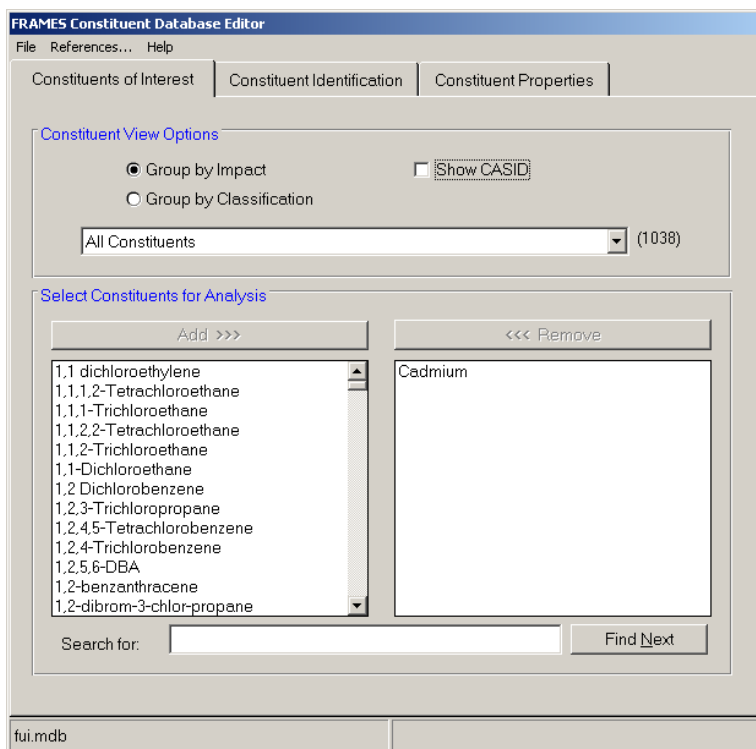 FRAMES Constituent Database Editor
File References... Help
Constituents of Interest Constituent Identification Constituent Properties
Constituent View Options
Group by Impact Show CASID
Group by Classification
All Constituents (1038)
Select Constituents for Analysis
Add >>> <<< Remove
1,1 dichloroethylene Cadmium
1,1,1,2-Tetrachloroethane
1,1,1-Trichloroethane
1,1,2,2-Tetrachloroethane
1,1,2-Trichloroethane
1,1-Dichloroethane
1,2 Dichlorobenzene
1,2,3-Trichloropropane
1,2,4,5-Tetrachlorobenzene
1,2,4-Trichlorobenzene
1,2,5,6-DBA
1,2-benzanthracene
1,2-dibrom-3-chlor-propane
Search for: Find Next
fui.mdb